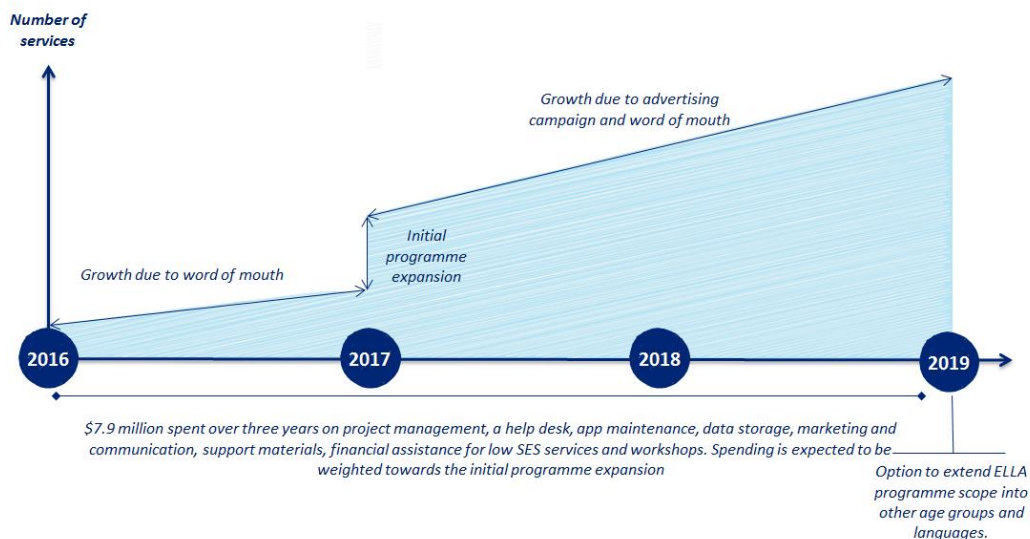 Number of
services
Growth due to advertising
campaign and word of mouth
Initial
programme
expansion
Growth due to word of mouth
2016
2017
2018
2019
$7.9 million spent over three years on project management, a help desk, app maintenance, data storage, marketing and
communication, support materials, financial assistance for low SES services and workshops. Spending is expected to be
weighted towards the initial programme expansion
Option to extend ELLA
programme scope into
other age groups and
languages.